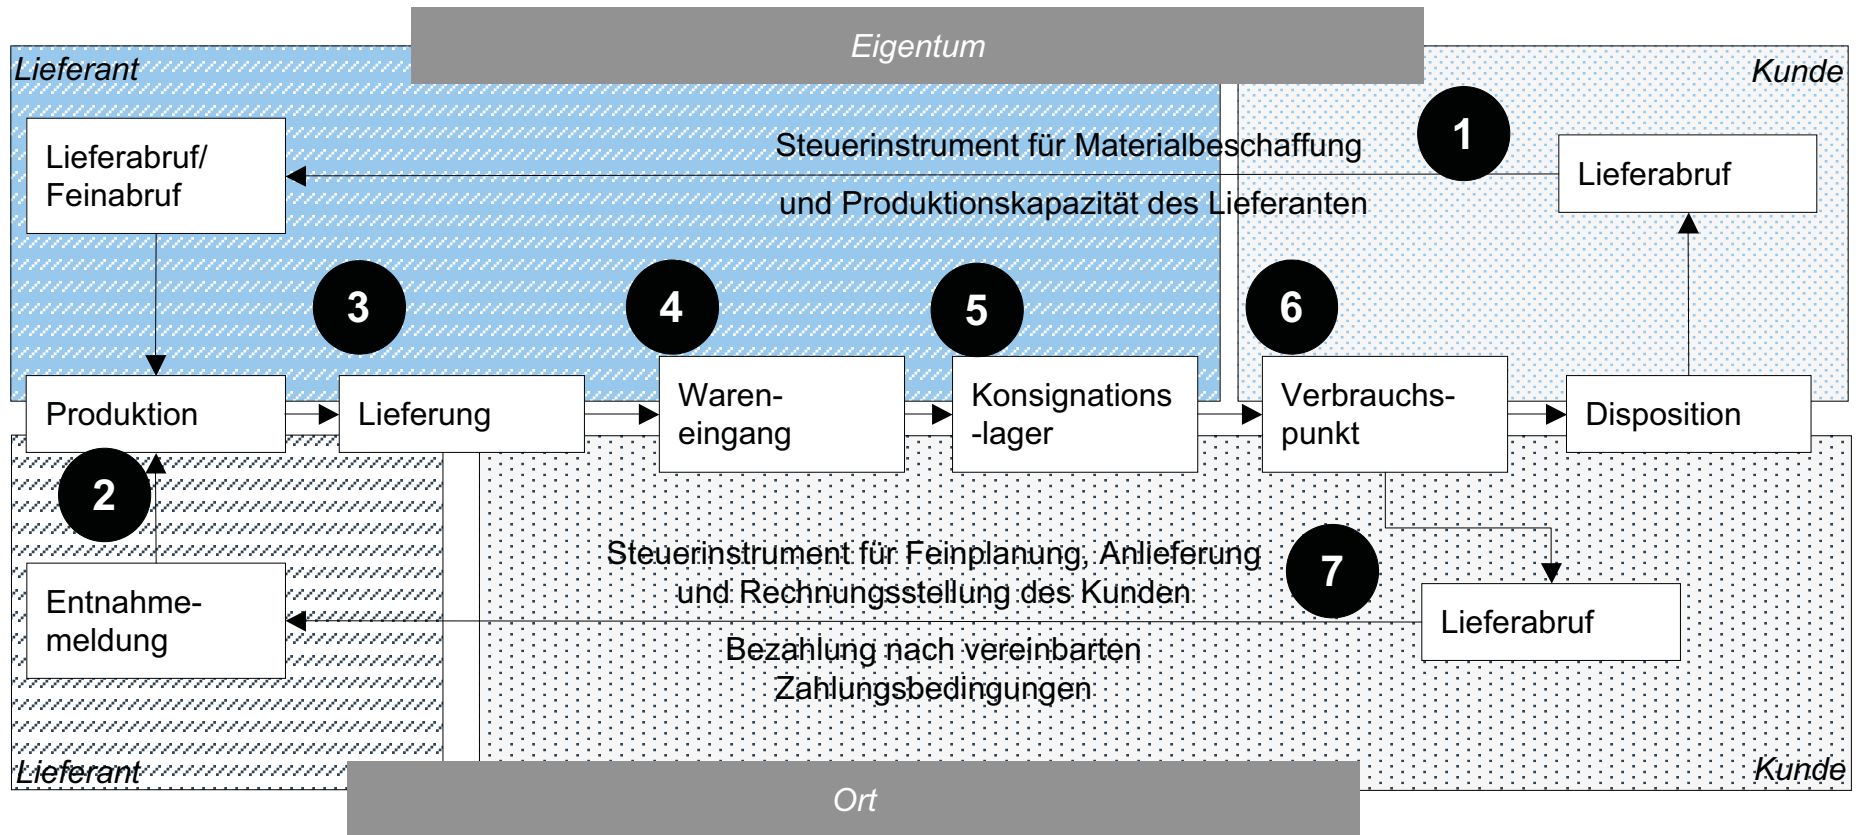 Eigentum
Lieferant
Kunde
1
Steuerinstrument für Materialbeschaffung
und Produktionskapazität des Lieferanten
Lieferabruf/
Feinabruf
Lieferabruf
3
4
5
6
Produktion
Lieferung
Waren-
eingang
Konsignations
-lager
Verbrauchs-
punkt
Disposition
2
7
Steuerinstrument für Feinplanung, Anlieferung
und Rechnungsstellung des Kunden
Entnahme-
meldung
Lieferabruf
Bezahlung nach vereinbarten
Zahlungsbedingungen
Lieferant
Kunde
Ort